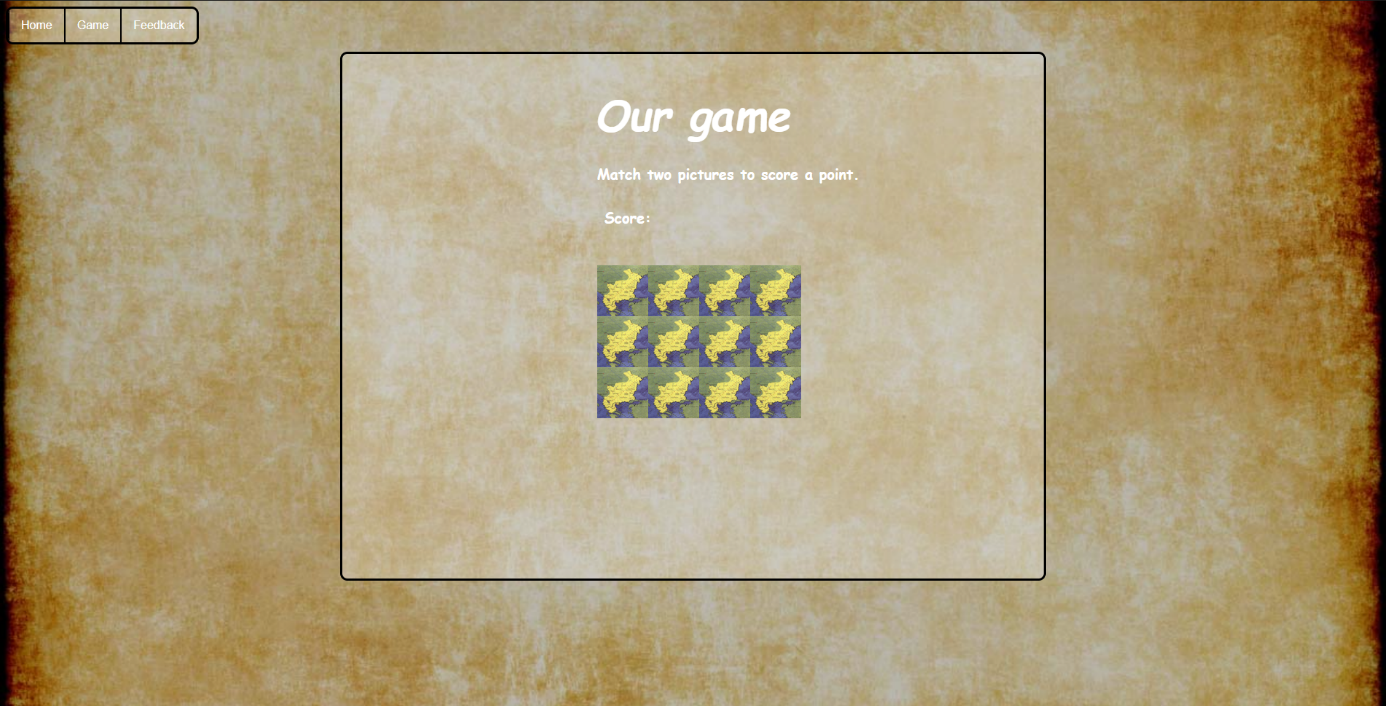 Home Game Feedback
Our game
Match two pictures to score a point.
Score: